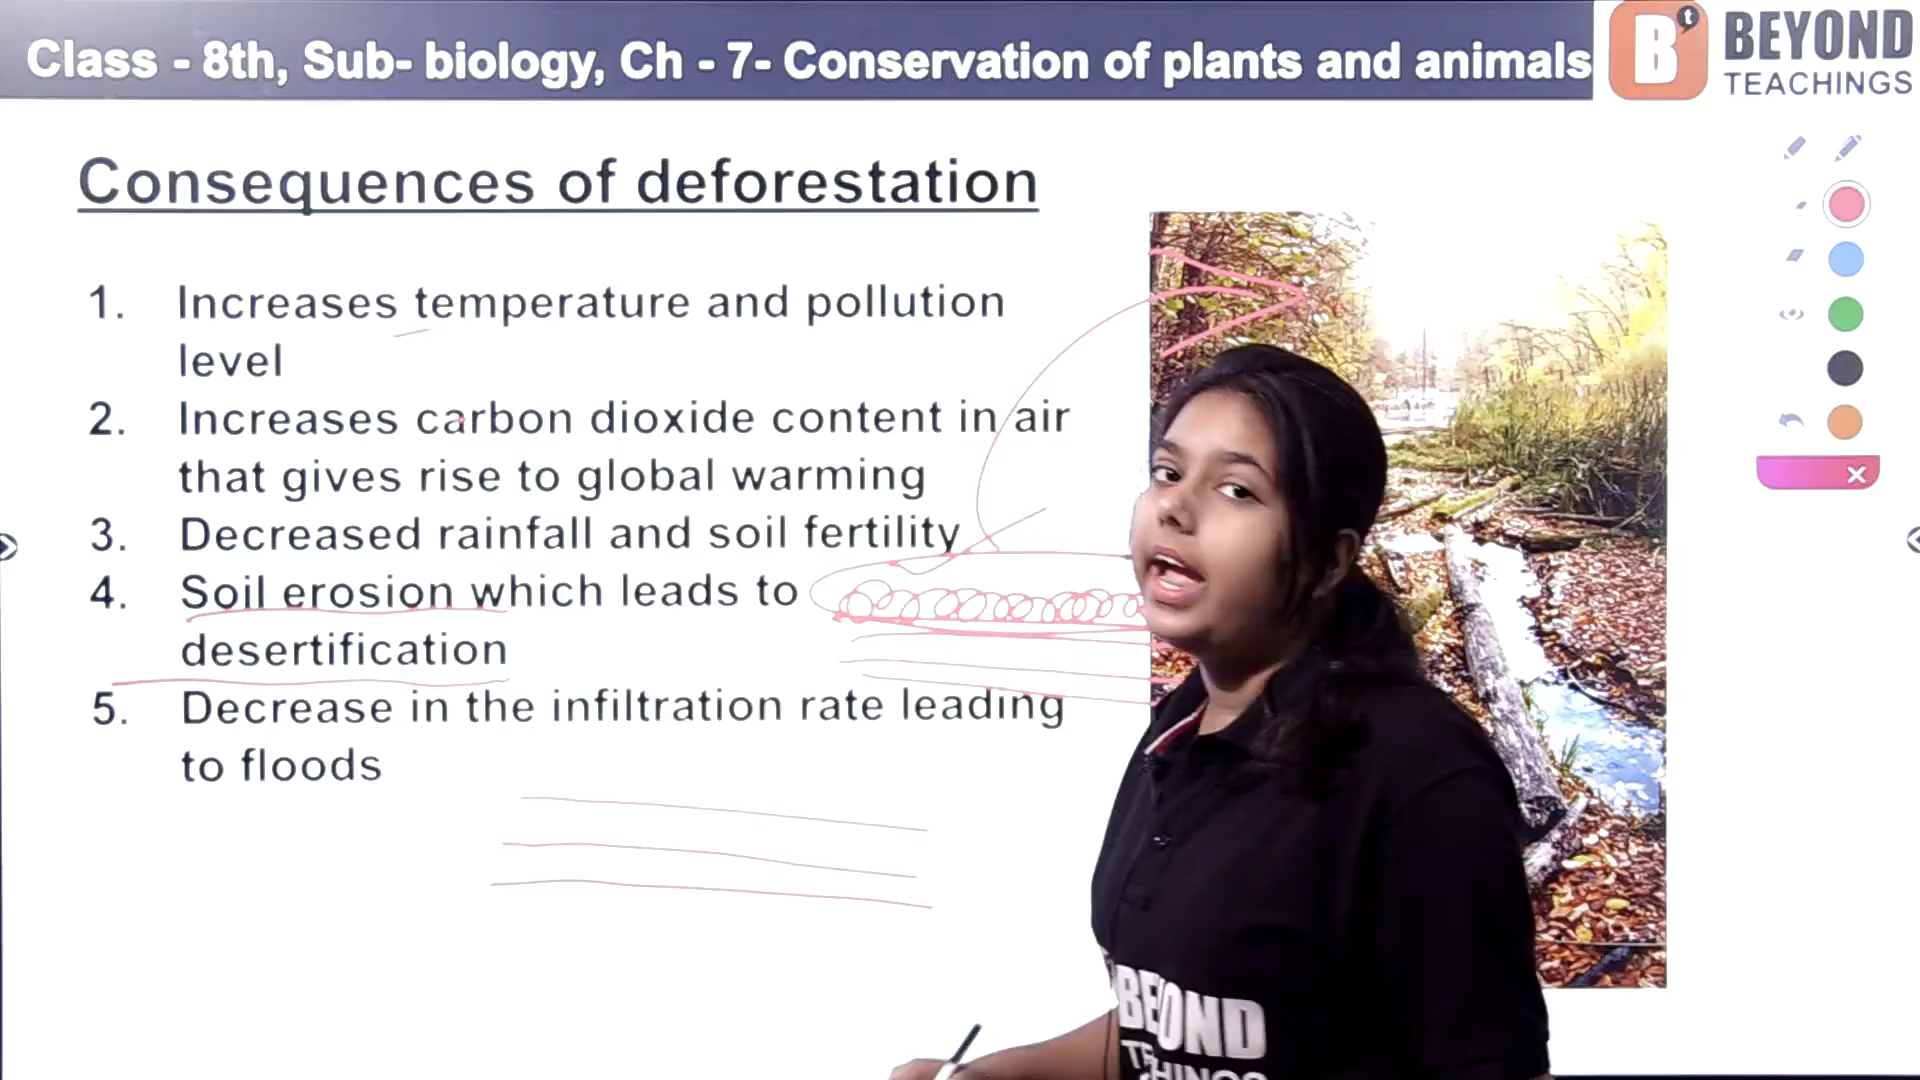 Class - 8th, Sub- biology, Ch - 7- Conservation of plants and animals
B t
BEYOND
TEACHINGS
Consequences of deforestation
1. Increases temperature and pollution
level
2. Increases carbon dioxide content in air
that gives rise to global warming
3. Decreased rainfall and soil fertility
4. Soil erosion which leads to
desertification
5. Decrease in the infiltration rate leading
to floods
BEYOND